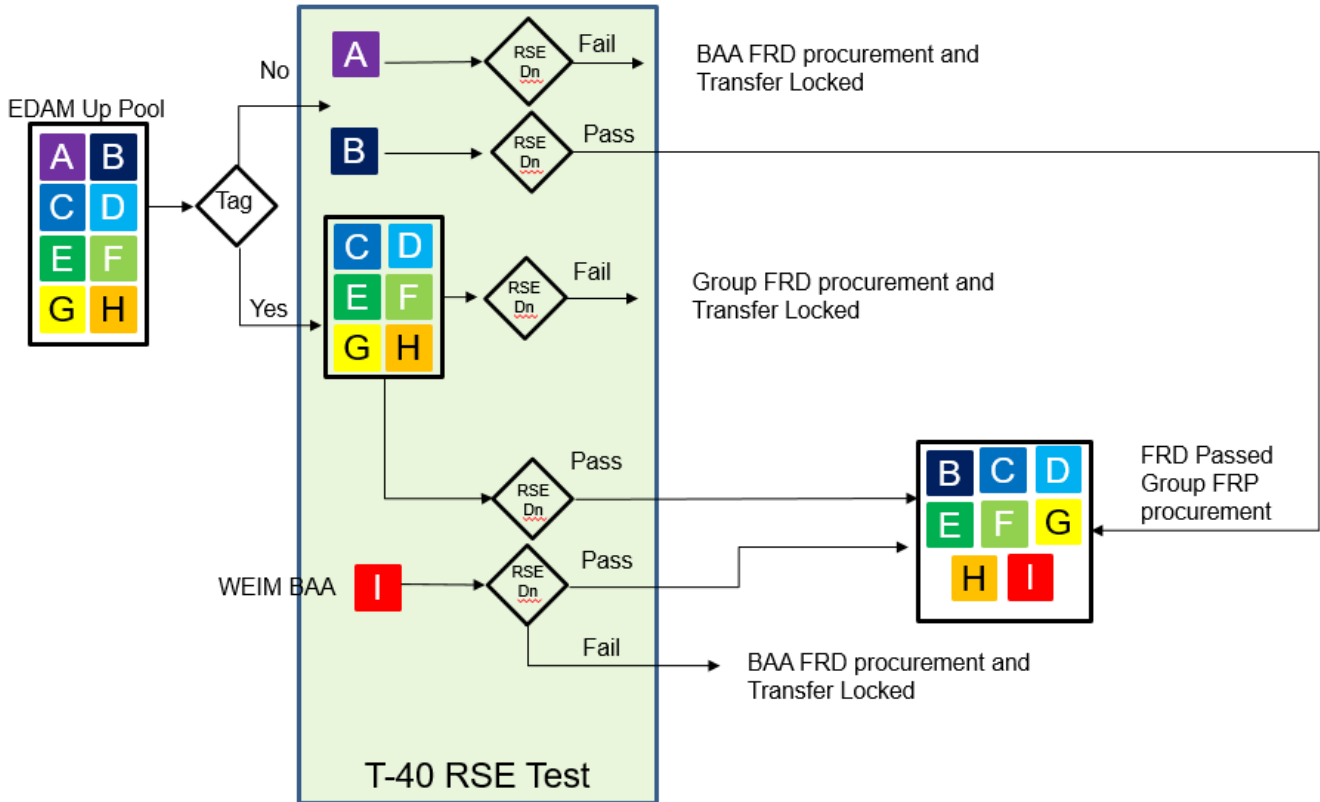 EDAM Up Pool
A B
C D
E F
G H
Tag
No
Yes
A
RSE
Dn
Fail
BAA FRD procurement and
Transfer Locked
B
RSE
Dn
Pass
C D
E F
G H
RSE
Dn
Fail
Group FRD procurement and
Transfer Locked
RSE
Dn
Pass
B C D
E F G
H I
FRD Passed
Group FRP
procurement
WEIM BAA
I
RSE
Dn
Pass
Fail
BAA FRD procurement and
Transfer Locked
T-40 RSE Test